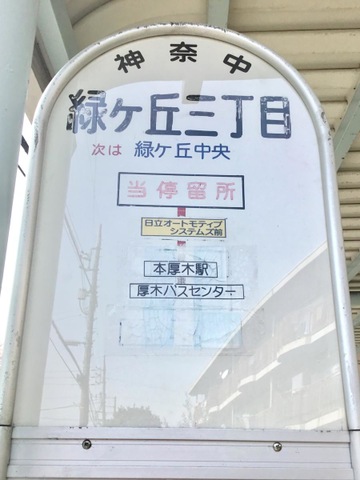 神奈中
緑ヶ丘三丁目
次は 緑ヶ丘中央
当停留所
日立オートモティブ
システムズ前
本厚木駅
厚木バスセンター